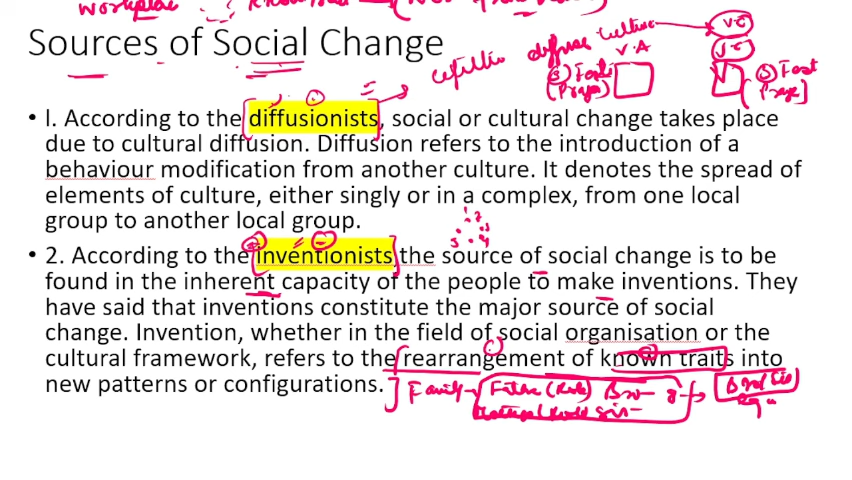 Workplace
Sources of Social Change
diffuse Culture
V.A
• l. According to the diffusionists, social or cultural change takes place
due to cultural diffusion. Diffusion refers to the introduction of a
behaviour modification from another culture. It denotes the spread of
elements of culture, either singly or in a complex, from one local
group to another local group.
• 2. According to the inventionists the source of social change is to be
found in the inherent capacity of the people to make inventions. They
have said that inventions constitute the major source of social
change. Invention, whether in the field of social organisation or the
cultural framework, refers to the rearrangement of known traits into
new patterns or configurations.
Family